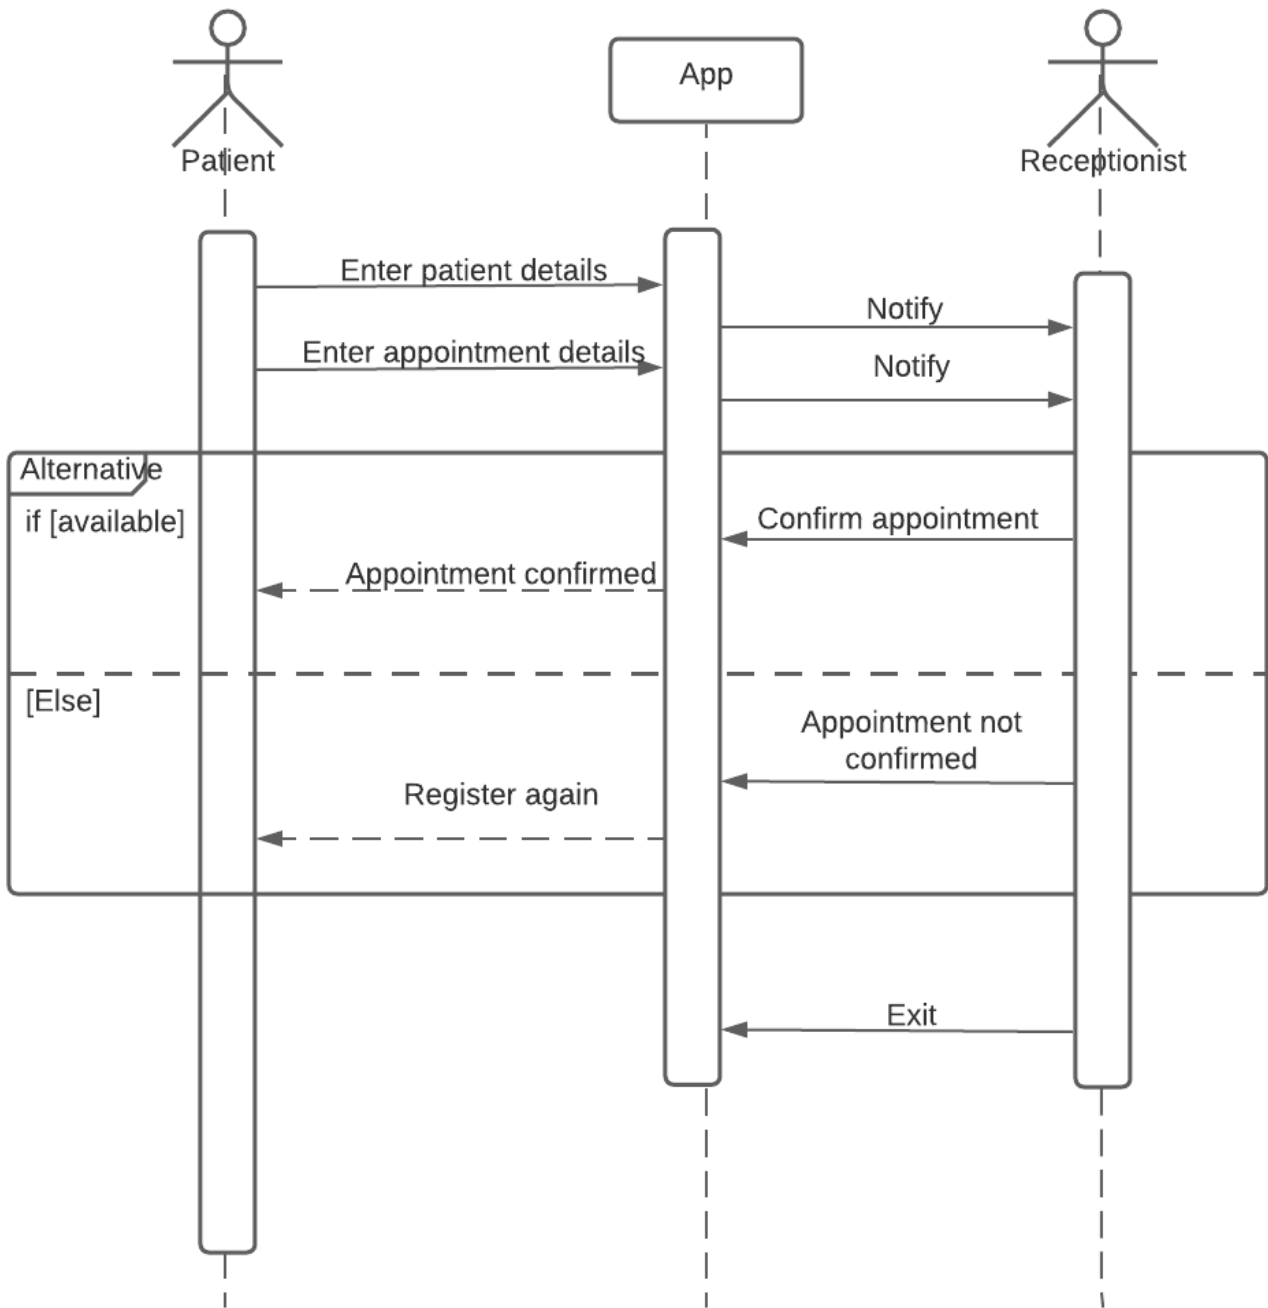 App
Patient
Receptionist
Enter patient details
Notify
Enter appointment details
Notify
Alternative
if [available]
Confirm appointment
Appointment confirmed
[Else]
Appointment not
confirmed
Register again
Exit